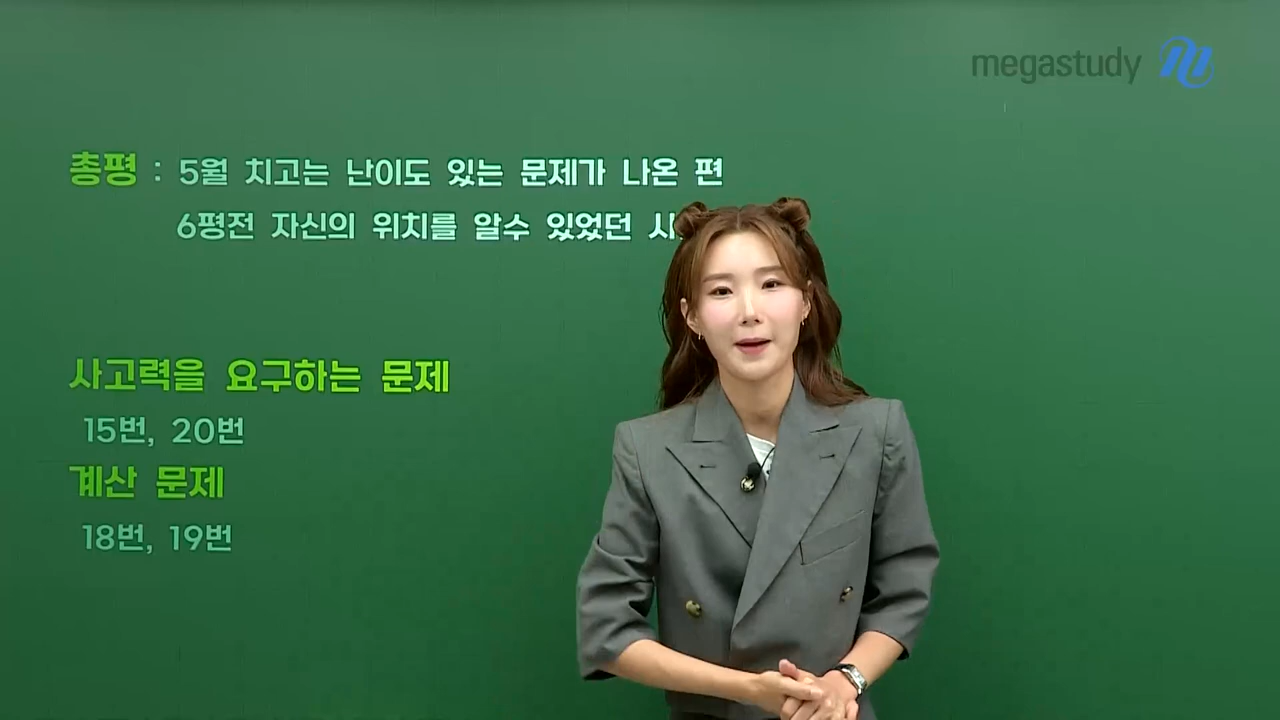 megastudy
총평 : 5월 치고는 난이도 있는 문제가 나온 편
6평전 자신의 위치를 알수 있었던
사고력을 요구하는 문제
15번, 20번
계산 문제
18번, 19번